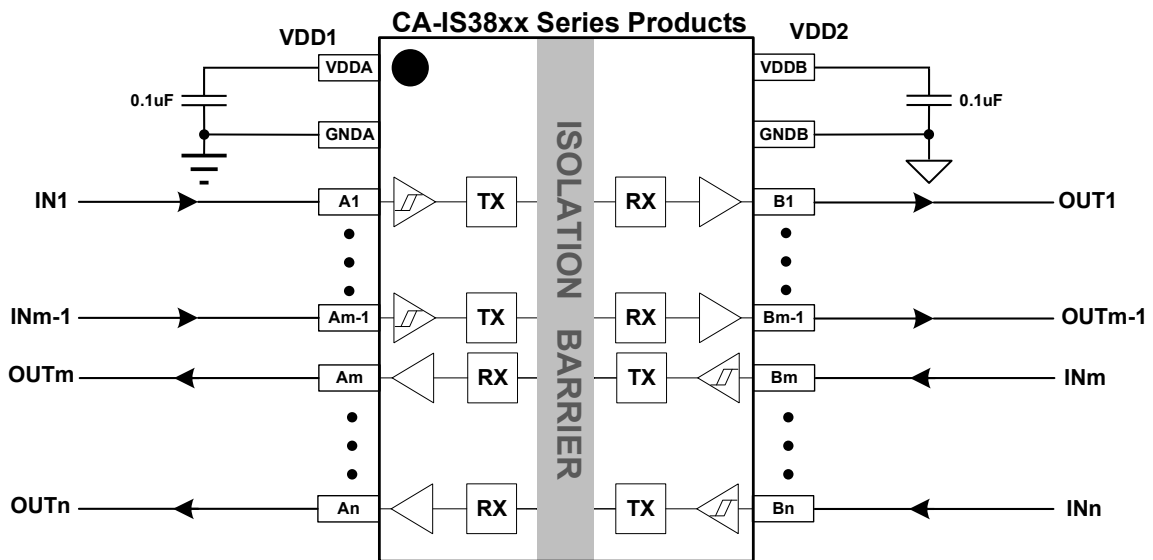 CA-IS38xx Series Products
VDD1
VDD2
VDDA
VDDB
0.1uF
0.1uF
GNDA
GNDB
ISOLATION BARRIER
IN1
A1
TX
RX
B1
OUT1
INm-1
Am-1
TX
RX
Bm-1
OUTm-1
OUTm
Am
RX
TX
Bm
INm
OUTn
An
RX
TX
Bn
INn